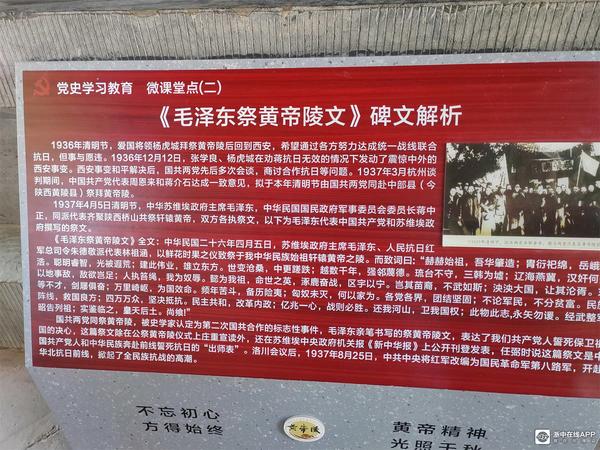 党史学习教育 微课堂点(二)
《毛泽东祭黄帝陵文》碑文解析
1936年清明节，爱国将领杨虎城拜祭黄帝陵后回到西安，希望通过各方努力达成统一战线联合
抗日，但事与愿违。1936年12月12日，张学良、杨虎城在劝蒋抗日无效的情况下发动了震惊中外的
西安事变。西安事变和平解决后，国共两党先后多次会谈，商讨合作抗日等问题。1937年3月杭州谈
判期间，中国共产党代表周恩来和蒋介石达成一致意见，拟于本年清明节由国共两党同赴中部县（今
陕西黄陵县）祭拜黄帝陵。
1937年4月5日清明节，中华苏维埃政府主席毛泽东，中华民国国民政府军事委员会委员长蒋中
正，同派代表齐聚陕西桥山共祭轩辕黄帝，双方各执祭文，以下为毛泽东代表中国共产党和苏维埃政
府撰写的祭文。
《毛泽东祭黄帝陵文》全文：中华民国二十六年四月五日，苏维埃政府主席毛泽东、人民抗日红
军总司令朱德敬派代表林祖涵，以鲜花时果之仪致祭于我中华民族始祖轩辕黄帝之陵。而致词曰：“赫赫始祖，吾华肇造；胄衍祀绵，岳峨
浩浩。聪明睿智，光被遐荒；建此伟业，雄立东方。世变沧桑，中更蹉跌；越数千年，强邻蔑德。琉台不守，三韩为墟；辽海燕冀，汉奸何
以地事敌，敌欲岂足；人执笞绳，我为奴辱。懿为我祖，命世之英，涿鹿奋战，区宇以宁。岂其苗裔，不武如斯；泱泱大国，让其沦胥。
等不才，剑屦俱奋；万里崎岖，为国效命。频年苦斗，备历险夷；匈奴未灭，何以家为。各党各界，团结坚固；不论军民，不分贫富。民族
阵线，救国良方；四万万众，坚决抵抗。民主共和，改革内政；亿兆一心，战则必胜。还我河山，卫我国权；此物此志,永矢勿谖。经武整
昭告列祖；实鉴临之，皇天后土。尚飨!”
国共两党同祭黄帝陵，被史学家认定为第二次国共合作的标志性事件，毛泽东亲笔写的祭黄帝陵文，表达了我们共产党人誓死保卫祖
国的决心，这篇祭文除在公祭黄帝陵仪式上庄重宣读外，还在苏维埃中央政府机关报《新中华报》上公开刊登发表，任弼时说这篇祭文是中
国共产党人和中华民族奔赴前线誓死抗日的“出师表”。洛川会议后，1937年8月25日，中共中央将红军改编为国民革命军第八路军，开赴
华北抗日前线，掀起了全民族抗战的高潮。
不忘初心
方得始终
黄帝陵
黄帝精神
光照千秋
浙中在线APP